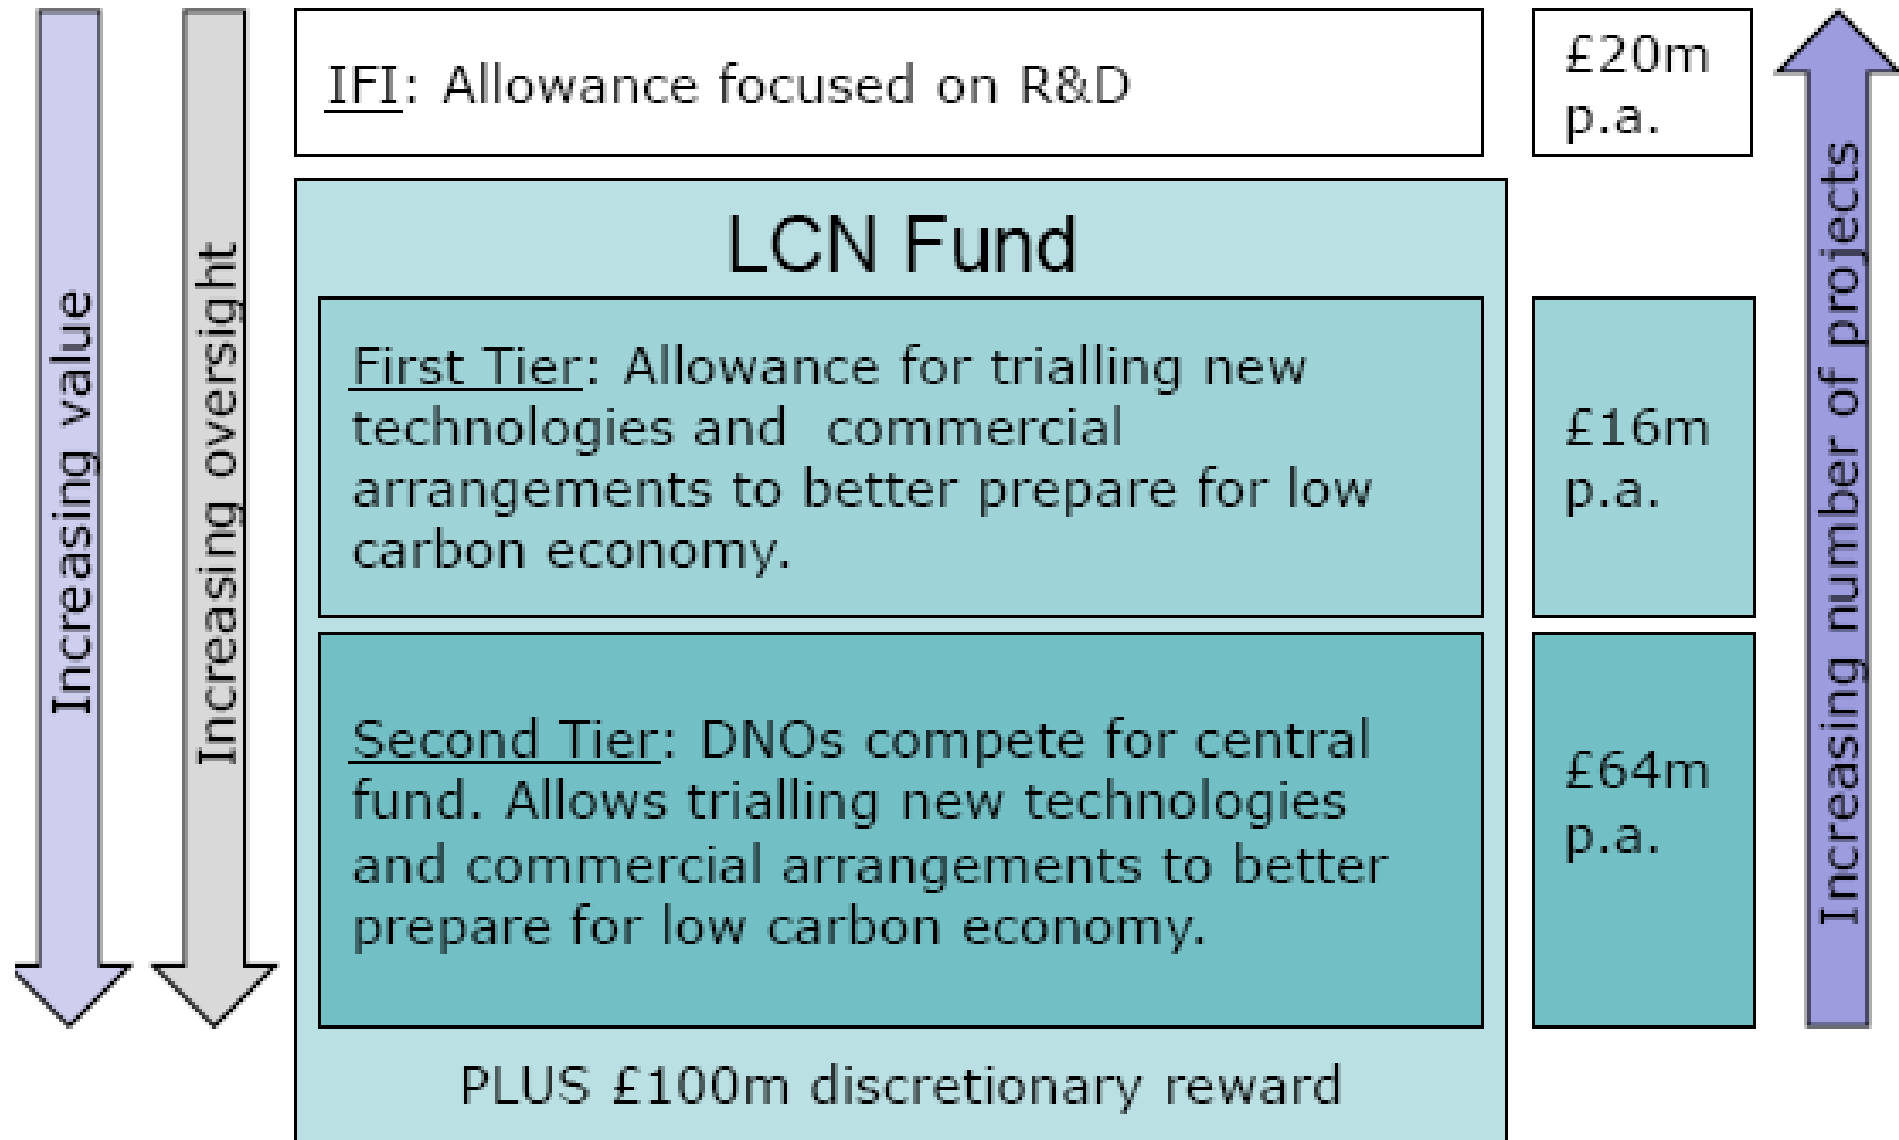 Increasing value
Increasing oversight
IFI: Allowance focused on R&D
£20m
p.a.
LCN Fund
First Tier: Allowance for trialling new
technologies and commercial
arrangements to better prepare for low
carbon economy.
£16m
p.a.
Second Tier: DNOs compete for central
fund. Allows trialling new technologies
and commercial arrangements to better
prepare for low carbon economy.
£64m
p.a.
PLUS £100m discretionary reward
Increasing number of projects